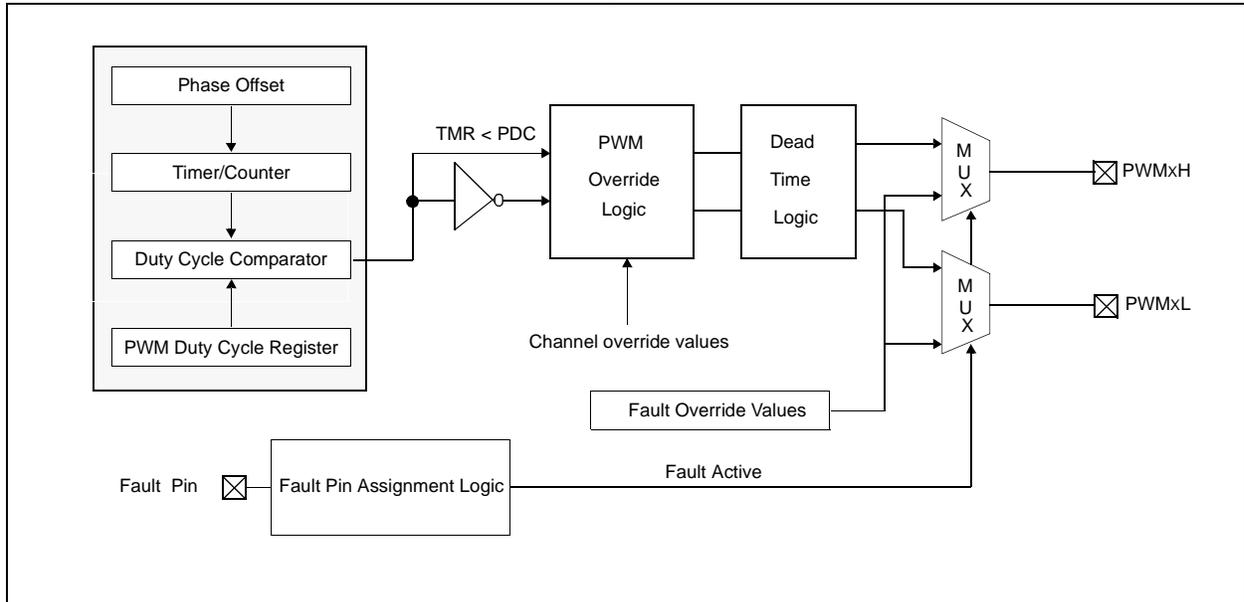 Phase Offset
Timer/Counter
Duty Cycle Comparator
PWM Duty Cycle Register
TMR < PDC
PWM
Override
Logic
Channel override values
Dead
Time
Logic
M
U
X
PWMxH
M
U
X
PWMxL
Fault Override Values
Fault Pin
Fault Pin Assignment Logic
Fault Active